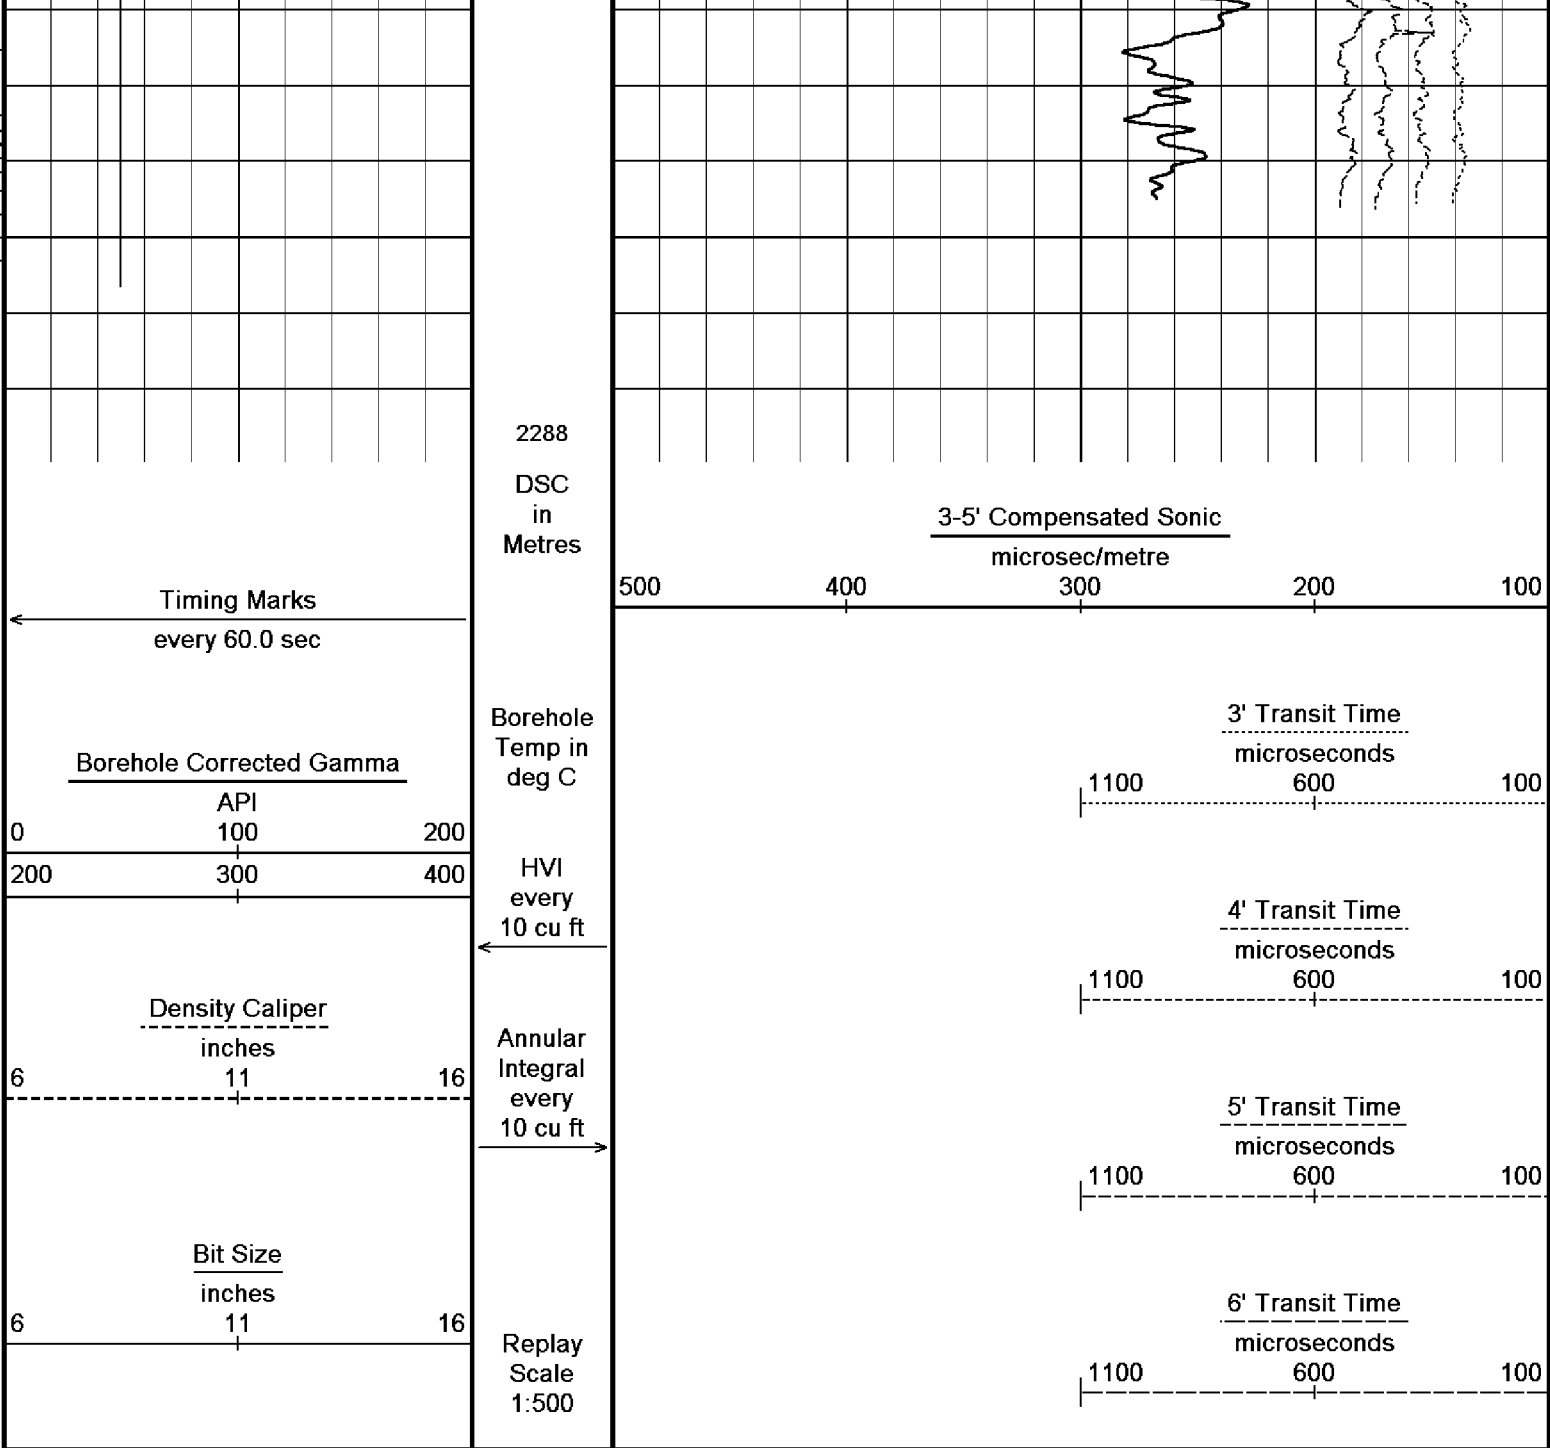 2288
DSC
in
Metres
3-5' Compensated Sonic
microsec/metre
500 400 300 200 100
Timing Marks
every 60.0 sec
Borehole
Temp in
deg C
3' Transit Time
microseconds
1100 600 100
Borehole Corrected Gamma
API
0 100 200
200 300 400
HVI
every
10 cu ft
4' Transit Time
microseconds
1100 600 100
Density Caliper
inches
6 11 16
Annular
Integral
every
10 cu ft
5' Transit Time
microseconds
1100 600 100
Bit Size
inches
6 11 16
6' Transit Time
microseconds
1100 600 100
Replay
Scale
1:500